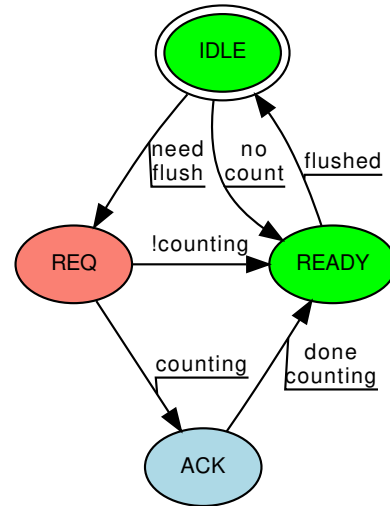 IDLE
need
flush
no
count
flushed
REQ
!counting
READY
counting
done
counting
ACK